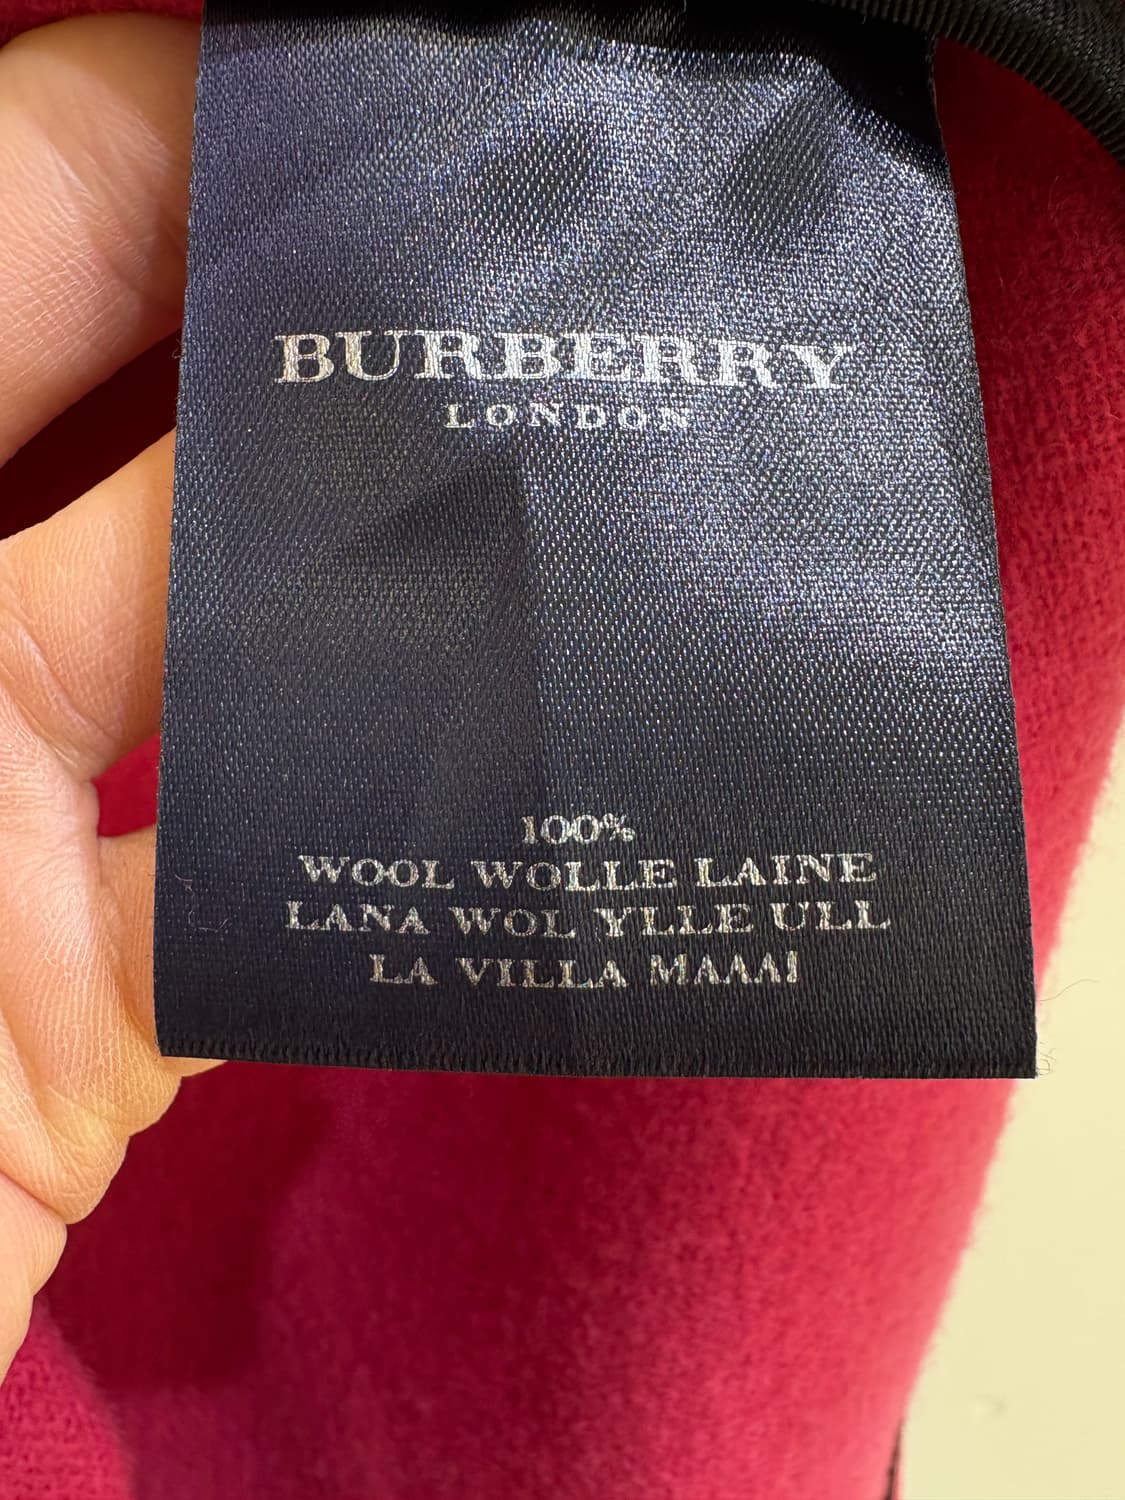 BURBERRY
LONDON
100%
WOOL WOLLE LAINE
LANA WOL YLLE ULL
LA VILLA MAAAI